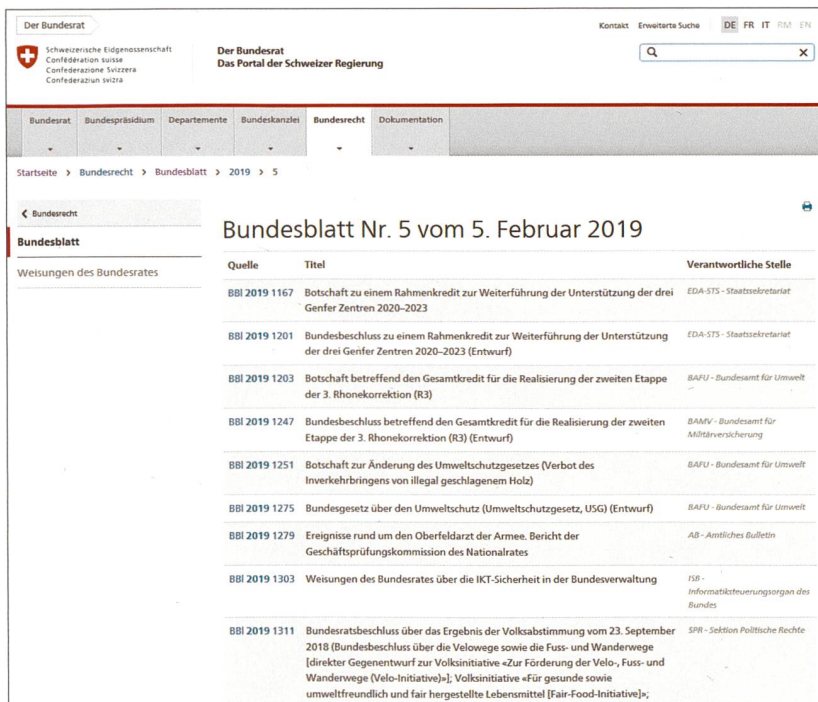 Der Bundesrat
Kontakt Erweiterte Suche DE FR IT RM EN
Schweizerische Eidgenossenschaft
Confédération suisse
Confederazione Svizzera
Confederaziun svizra
Der Bundesrat
Das Portal der Schweizer Regierung
Bundesrat Bundespräsidium Departemente Bundeskanzlei Bundesrecht Dokumentation
Startseite > Bundesrecht > Bundesblatt > 2019 > 5
Bundesrecht
Bundesblatt
Weisungen des Bundesrates
Bundesblatt Nr. 5 vom 5. Februar 2019
Quelle Titel Verantwortliche Stelle
BBl 2019 1167 Botschaft zu einem Rahmenkredit zur Weiterführung der Unterstützung der drei EDA-STS - Staatssekretariat
Genfer Zentren 2020–2023
BBl 2019 1201 Bundesbeschluss zu einem Rahmenkredit zur Weiterführung der Unterstützung EDA-STS - Staatssekretariat
der drei Genfer Zentren 2020–2023 (Entwurf)
BBl 2019 1203 Botschaft betreffend den Gesamtkredit für die Realisierung der zweiten Etappe BAFU - Bundesamt für Umwelt
der 3. Rhonekorrektion (R3)
BBl 2019 1247 Bundesbeschluss betreffend den Gesamtkredit für die Realisierung der zweiten BAMV - Bundesamt für
Etappe der 3. Rhonekorrektion (R3) (Entwurf) Militärversicherung
BBl 2019 1251 Botschaft zur Änderung des Umweltschutzgesetzes (Verbot des BAFU - Bundesamt für Umwelt
Inverkehrbringens von illegal geschlagenem Holz)
BBl 2019 1275 Bundesgesetz über den Umweltschutz (Umweltschutzgesetz, USG) (Entwurf) BAFU - Bundesamt für Umwelt
BBl 2019 1279 Ereignisse rund um den Oberfeldarzt der Armee. Bericht der AB - Amtliches Bulletin
Geschäftsprüfungskommission des Nationalrates
BBl 2019 1303 Weisungen des Bundesrates über die IKT-Sicherheit in der Bundesverwaltung ISB -
Informatiksteuerungsorgan des
Bundes
BBl 2019 1311 Bundesratsbeschluss über das Ergebnis der Volksabstimmung vom 23. September SPR - Sektion Politische Rechte
2018 (Bundesbeschluss über die Velowege sowie die Fuss- und Wanderwege
[direkter Gegenentwurf zur Volksinitiative «Zur Förderung der Velo-, Fuss- und
Wanderwege (Velo-Initiative)»]; Volksinitiative «Für gesunde sowie
umweltfreundlich und fair hergestellte Lebensmittel [Fair-Food-Initiative]»;